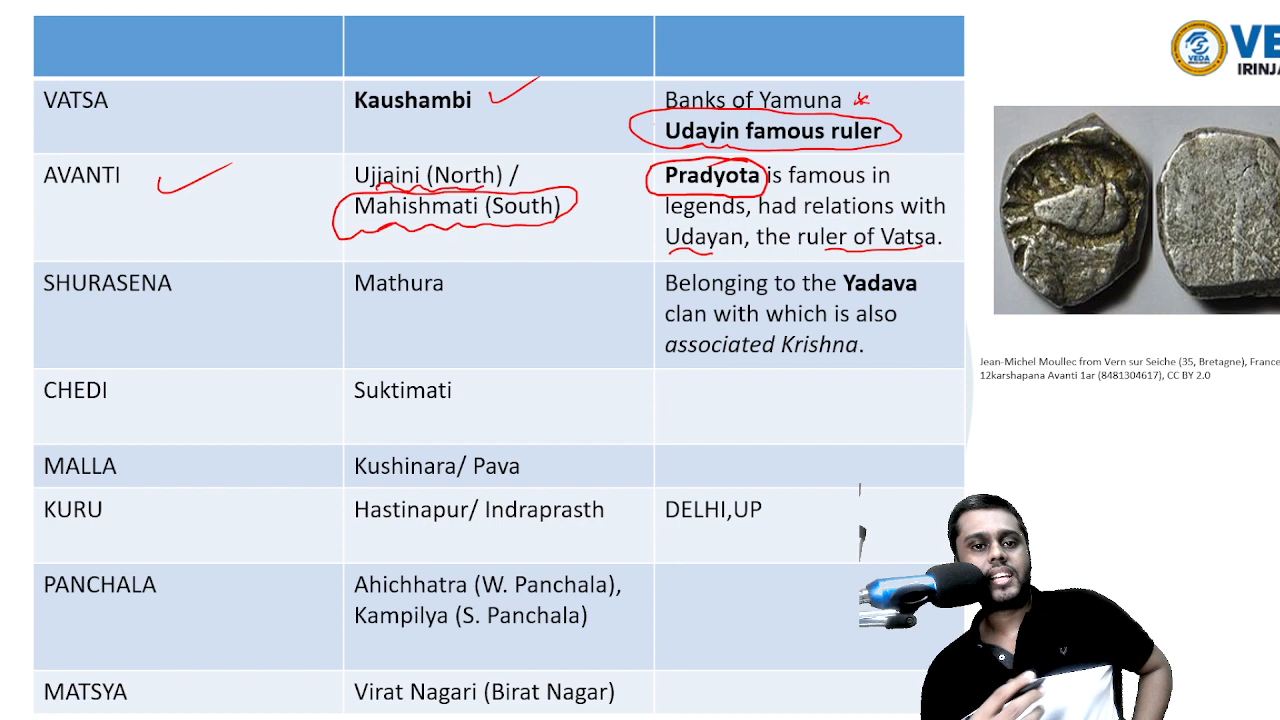 VATSA
Kaushambi
Banks of Yamuna
Udayin famous ruler
AVANTI
Ujjaini (North) /
Mahishmati (South)
Pradyota is famous in
legends, had relations with
Udayan, the ruler of Vatsa.
SHURASENA
Mathura
Belonging to the Yadava
clan with which is also
associated Krishna.
CHEDI
Suktimati
MALLA
Kushinara/ Pava
KURU
Hastinapur/ Indraprasth
DELHI,UP
PANCHALA
Ahichhatra (W. Panchala),
Kampilya (S. Panchala)
MATSYA
Virat Nagari (Birat Nagar)
VEDA
VE
IRINJA
Jean-Michel Moullec from Vern sur Seiche (35, Bretagne), France
12karshapana Avanti 1ar (8481304617), CC BY 2.0